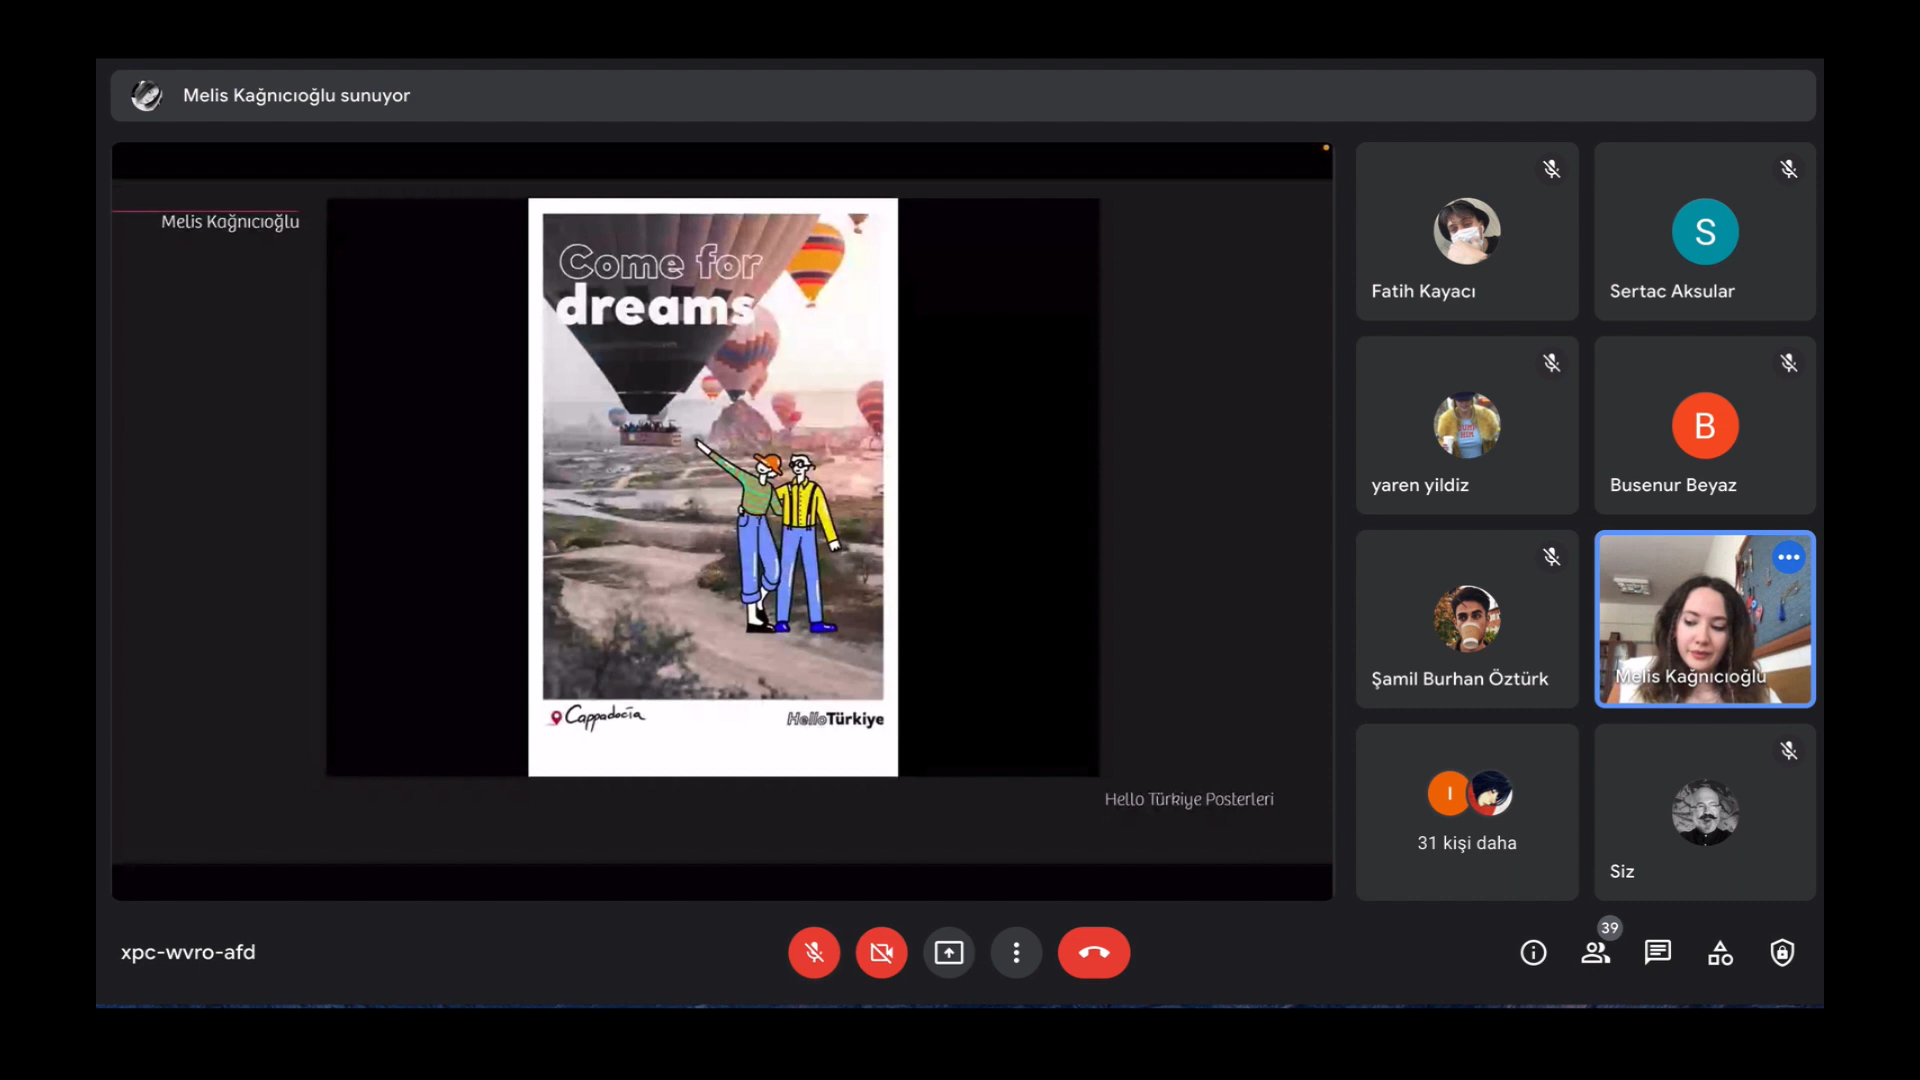 Melis Kağnıcıoğlu sunuyor
Melis Kağnıcıoğlu
Come for
dreams
Cappadocia
HelloTürkiye
Hello Türkiye Posterleri
Fatih Kayacı
S
Sertac Aksular
yaren yildiz
B
Busenur Beyaz
Şamil Burhan Öztürk
Melis Kağnıcıoğlu
I
31 kişi daha
Siz
xpc-wvro-afd
39